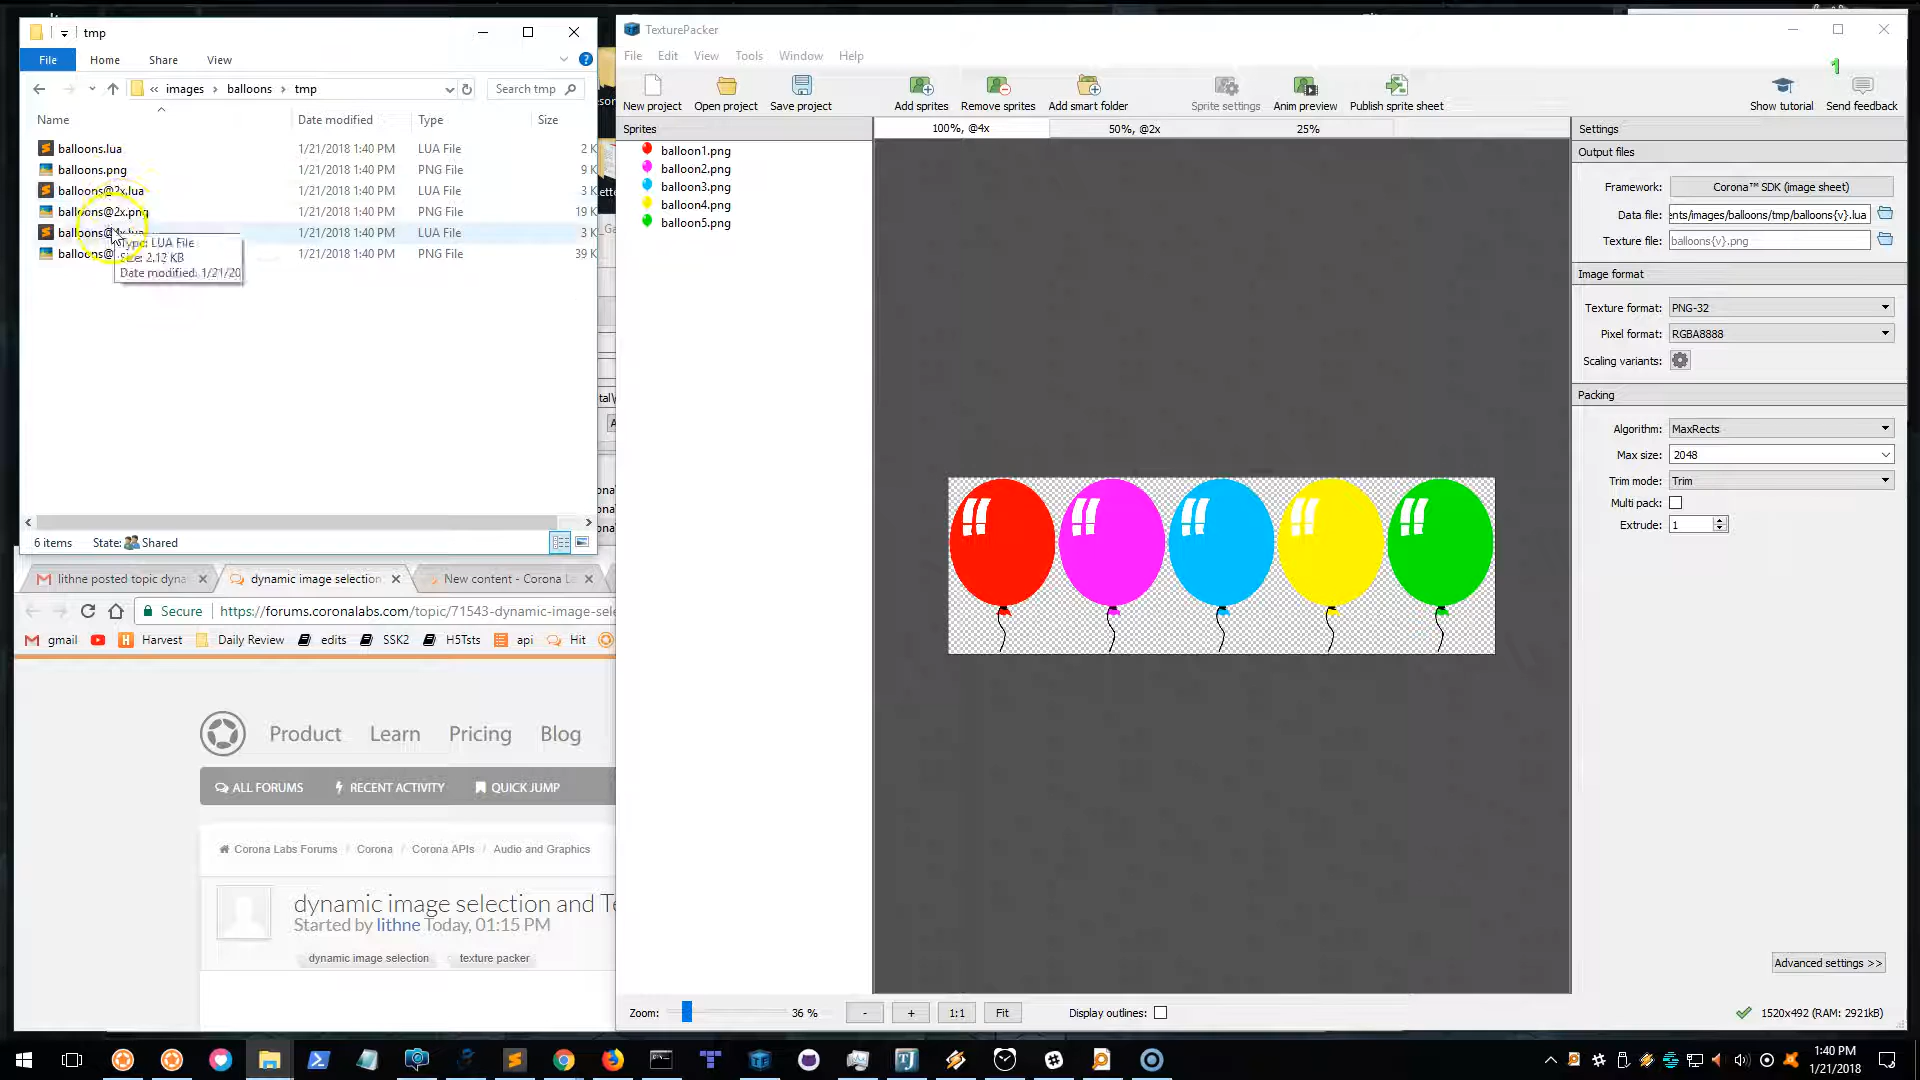 tmp
File
Home
Share
View
«
images
balloons
tmp
Search tmp
Name
Date modified
Type
Size
balloons.lua
1/21/2018 1:40 PM
LUA File
2 K
balloons.png
1/21/2018 1:40 PM
PNG File
9 K
balloons@2x.lua
1/21/2018 1:40 PM
LUA File
3 K
balloons@2x.png
1/21/2018 1:40 PM
PNG File
19 K
balloons@4x.lua
1/21/2018 1:40 PM
LUA File
3 K
balloons@
1/21/2018 1:40 PM
PNG File
39 K
Type: LUA File
Size: 2.12 KB
Date modified: 1/21/20
6 items
State:
Shared
lithne posted topic dyna
dynamic image selection
New content - Corona L
Secure
https://forums.coronalabs.com/topic/71543-dynamic-image-sele
gmail
Harvest
Daily Review
edits
SSK2
H5Tsts
api
Hit
Product
Learn
Pricing
Blog
ALL FORUMS
RECENT ACTIVITY
QUICK JUMP
Corona Labs Forums / Corona / Corona APIs / Audio and Graphics
dynamic image selection and Te
Started by lithne Today, 01:15 PM
dynamic image selection
texture packer
TexturePacker
File
Edit
View
Tools
Window
Help
New project
Open project
Save project
Add sprites
Remove sprites
Add smart folder
Sprite settings
Anim preview
Publish sprite sheet
1
Show tutorial
Send feedback
Sprites
balloon1.png
balloon2.png
balloon3.png
balloon4.png
balloon5.png
100%, @4x
50%, @2x
25%
Settings
Output files
Framework:
Corona™ SDK (image sheet)
Data file:
ents/images/balloons/tmp/balloons{v}.lua
Texture file:
balloons{v}.png
Image format
Texture format:
PNG-32
Pixel format:
RGBA8888
Scaling variants:
Packing
Algorithm:
MaxRects
Max size:
2048
Trim mode:
Trim
Multi pack:
Extrude:
1
Advanced settings >>
Zoom:
36 %
-
+
1:1
Fit
Display outlines:
1520x492 (RAM: 2921kB)
1:40 PM
1/21/2018